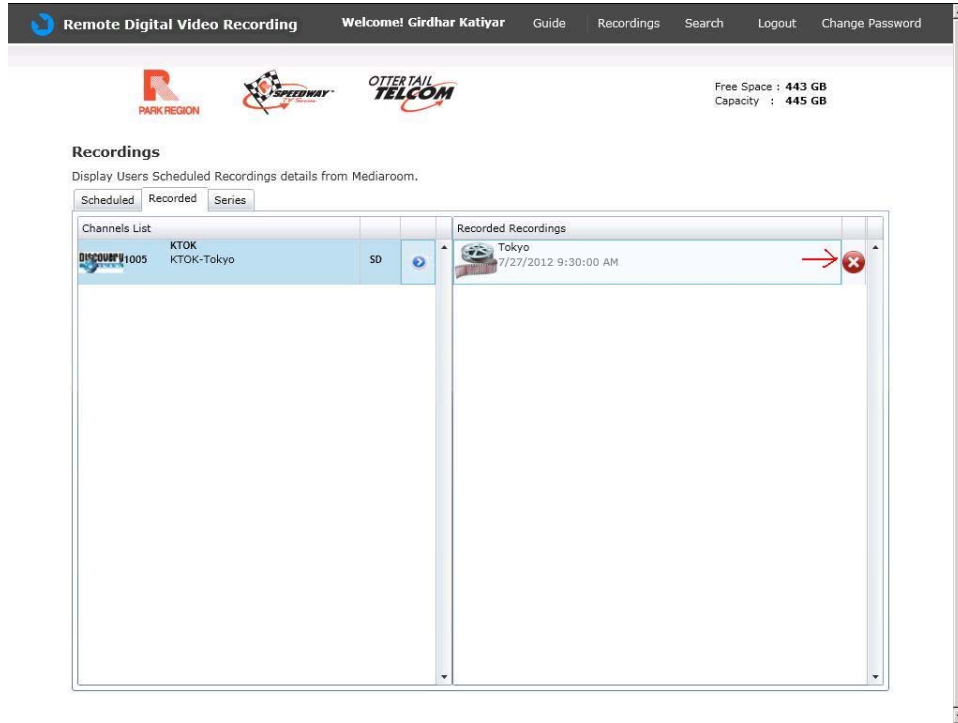 Remote Digital Video Recording Welcome! Girdhar Katiyar Guide Recordings Search Logout Change Password
PARK REGION
SPEEDWAY
TV Service
OTTER TAIL
TELCOM
Free Space : 443 GB
Capacity : 445 GB
Recordings
Display Users Scheduled Recordings details from Mediaroom.
Scheduled Recorded Series
Channels List Recorded Recordings
DISCOVERY 1005
KTOK
KTOK-Tokyo
SD
Tokyo
7/27/2012 9:30:00 AM